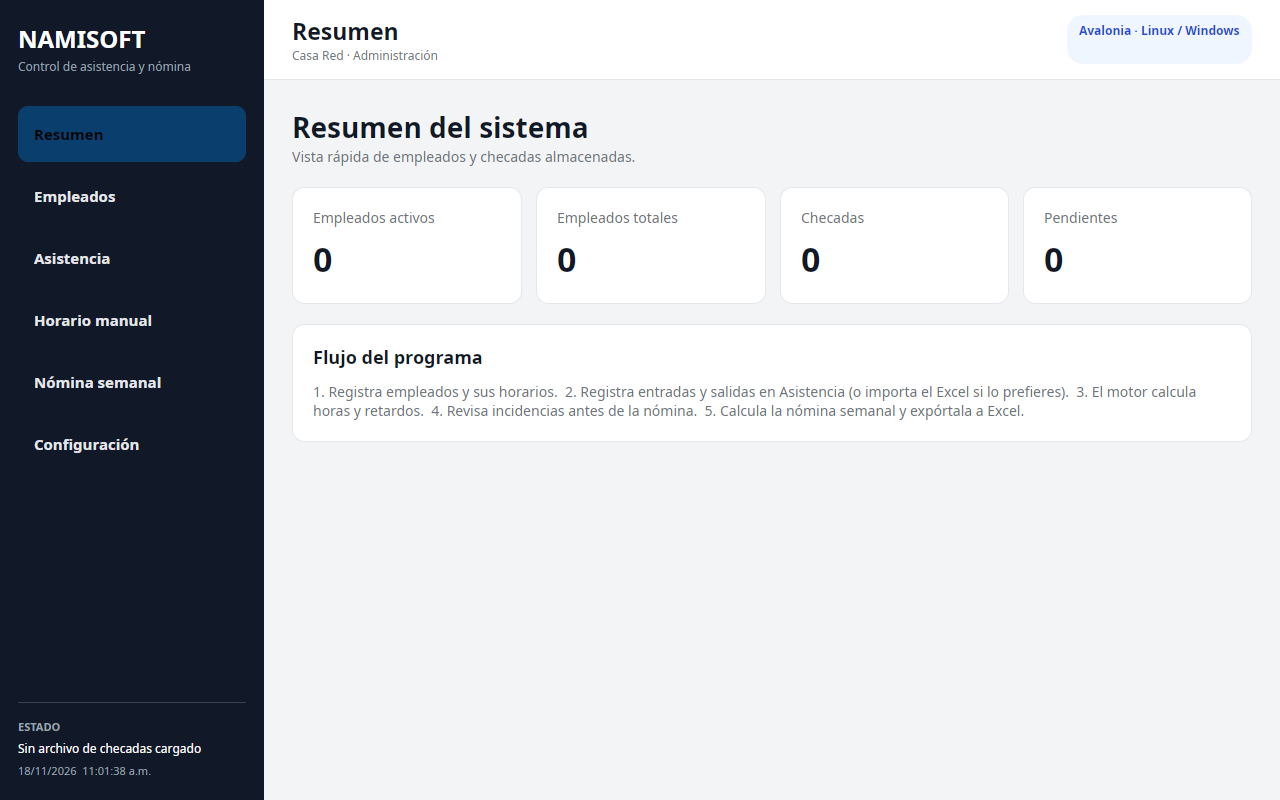 NAMISOFT
Control de asistencia y nómina
Resumen
Empleados
Asistencia
Horario manual
Nómina semanal
Configuración
ESTADO
Sin archivo de checadas cargado
18/11/2026 11:01:38 a.m.
Resumen
Casa Red · Administración
Avalonia · Linux / Windows
Resumen del sistema
Vista rápida de empleados y checadas almacenadas.
Empleados activos
0
Empleados totales
0
Checadas
0
Pendientes
0
Flujo del programa
1. Registra empleados y sus horarios. 2. Registra entradas y salidas en Asistencia (o importa el Excel si lo prefieres). 3. El motor calcula
horas y retardos. 4. Revisa incidencias antes de la nómina. 5. Calcula la nómina semanal y expórtala a Excel.